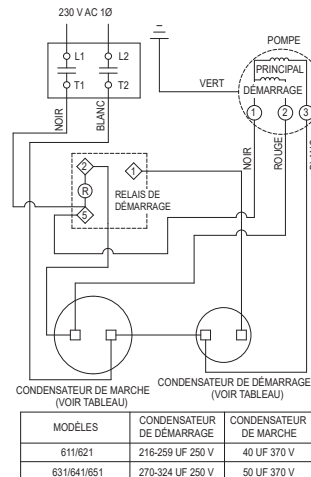 230 V AC 1Ø
L1
L2
T1
T2
NOIR
BLANC
POMPE
PRINCIPAL
DÉMARRAGE
VERT
1
2
3
NOIR
ROUGE
2
1
R
5
RELAIS DE
DÉMARRAGE
CONDENSATEUR DE MARCHE
(VOIR TABLEAU)
CONDENSATEUR DE DÉMARRAGE
(VOIR TABLEAU)
MODÈLES
CONDENSATEUR
DE DÉMARRAGE
CONDENSATEUR
DE MARCHE
611/621
216-259 UF 250 V
40 UF 370 V
631/641/651
270-324 UF 250 V
50 UF 370 V